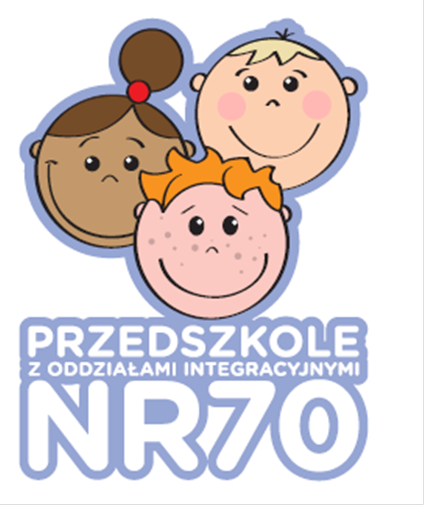 PRZEDSZKOLE
Z ODDZIAŁAMI INTEGRACYJNYMI
NR70